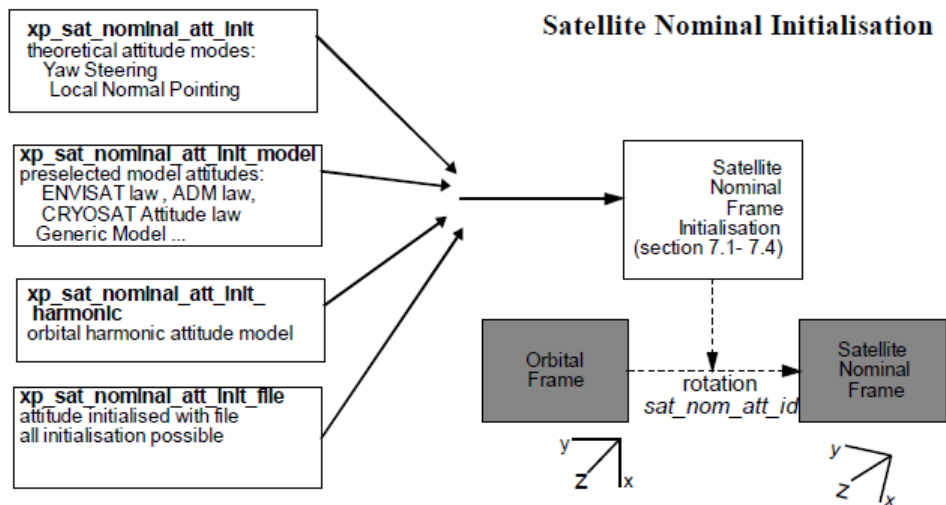 Satellite Nominal Initialisation
xp_sat_nominal_att_init
theoretical attitude modes:
Yaw Steering
Local Normal Pointing
xp_sat_nominal_att_init_model
preselected model attitudes:
ENVISAT law , ADM law,
CRYOSAT Attitude law
Generic Model ...
xp_sat_nominal_att_init_
harmonic
orbital harmonic attitude model
xp_sat_nominal_att_init_file
attitude initialised with file
all initialisation possible
Satellite
Nominal
Frame
Initialisation
(section 7.1- 7.4)
Orbital
Frame
rotation
sat_nom_att_id
Satellite
Nominal
Frame
y
z
x
y
z
x